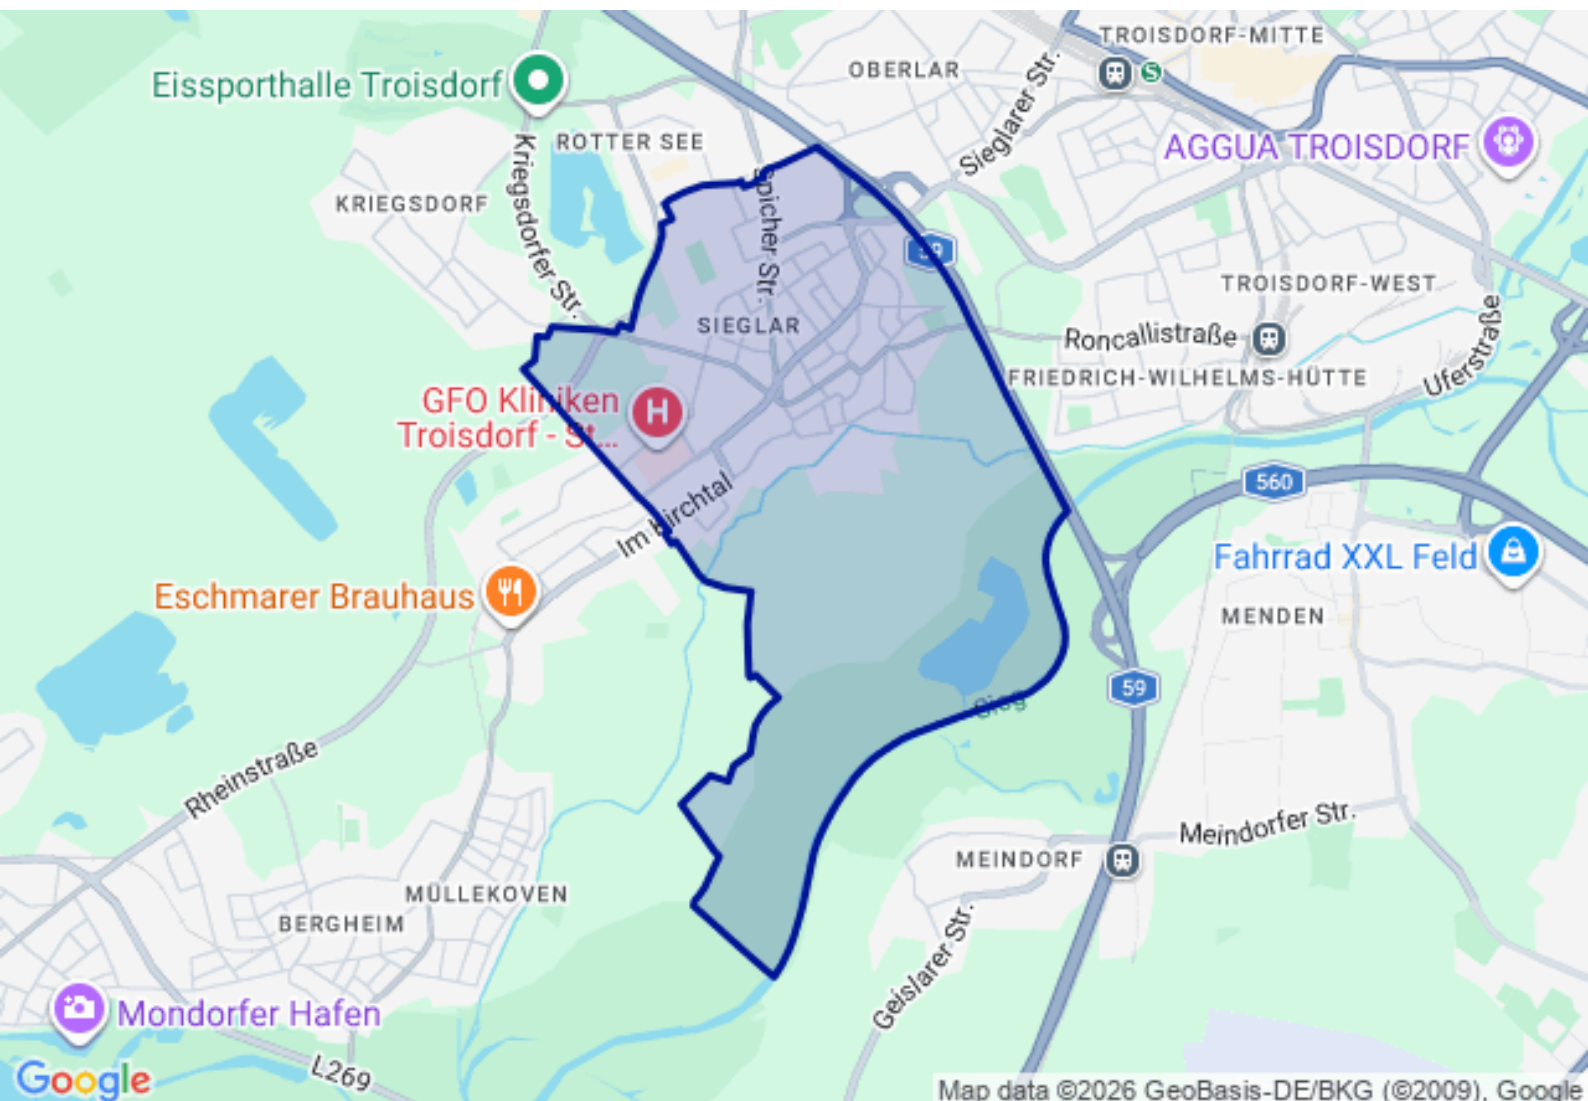 TROISDORF-MITTE
OBERLAR
S
Eissporthalle Troisdorf
Sieglarer Str.
ROTTER SEE
AGGUA TROISDORF
Kriegsdorfer Str.
KRIEGSDORF
Spicher Str.
59
TROISDORF-WEST
SIEGLAR
Roncallistraße
Uferstraße
FRIEDRICH-WILHELMS-HÜTTE
GFO Kliniken
Troisdorf - St...
H
560
Im Kirchtal
Fahrrad XXL Feld
Eschmarer Brauhaus
MENDEN
59
Sieg
Rheinstraße
Meindorfer Str.
MEINDORF
MÜLLEKOVEN
BERGHEIM
Geislarer Str.
Mondorfer Hafen
L269
Google
Map data ©2026 GeoBasis-DE/BKG (©2009), Google